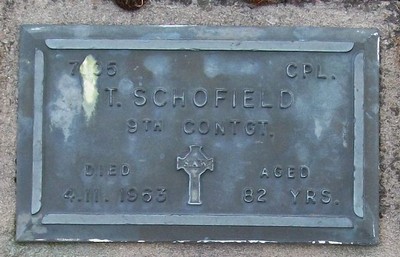 CPL.
T. SCHOFIELD
9TH CONTGT.
DIED AGED
4.11.1963 82 YRS.